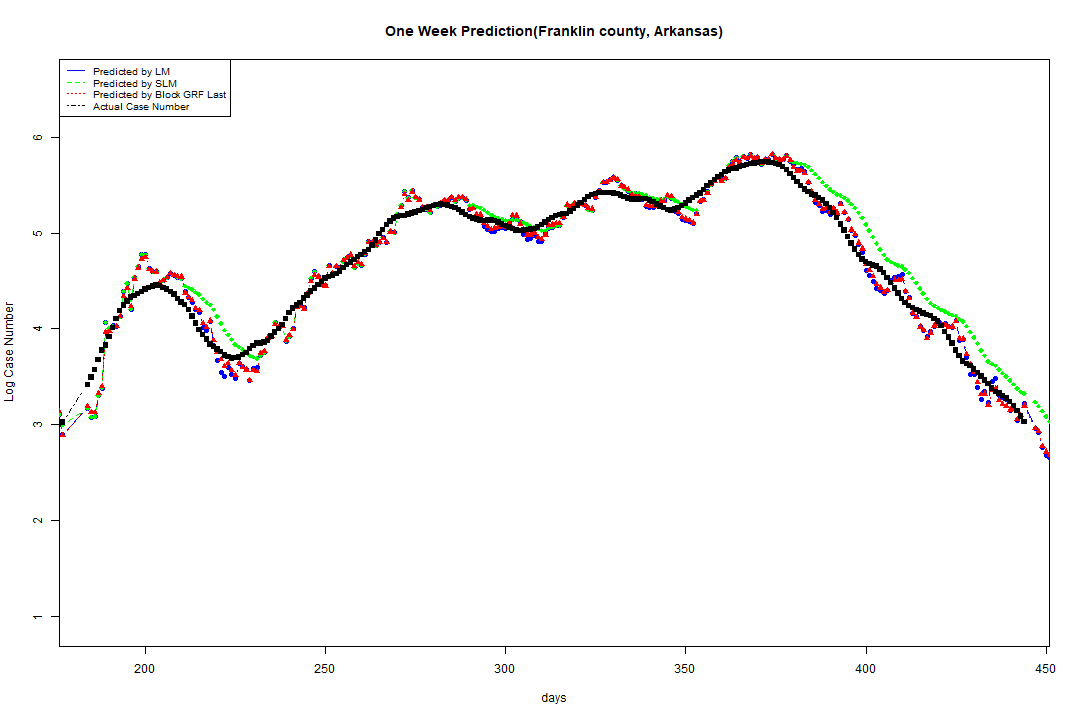 One Week Prediction(Franklin county, Arkansas)
Predicted by LM
Predicted by SLM
Predicted by Block GRF Last
Actual Case Number
6
5
4
3
2
1
Log Case Number
200 250 300 350 400 450
days